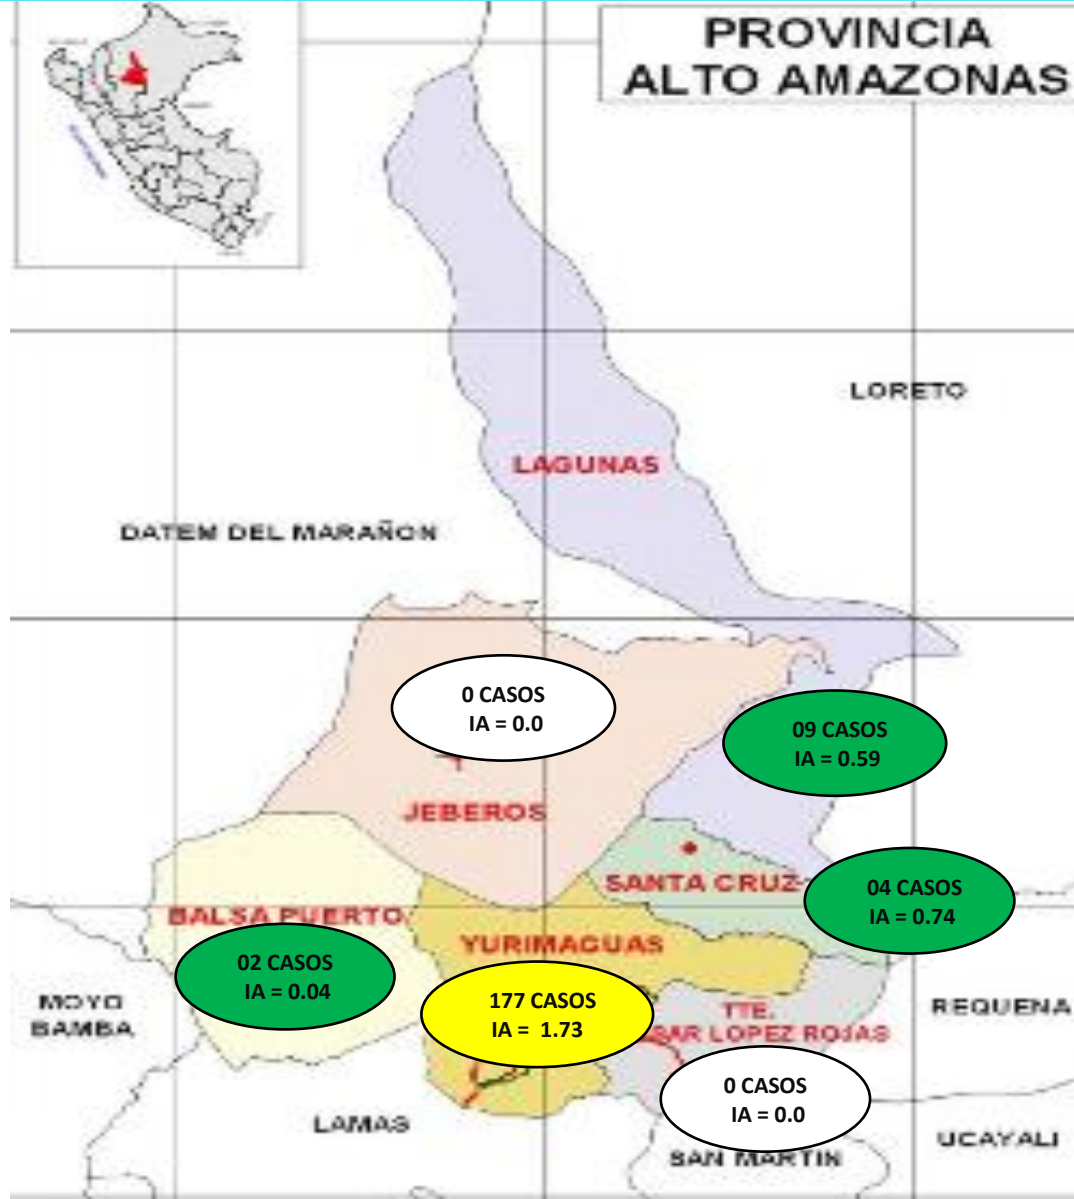 PROVINCIA
ALTO AMAZONAS
LORETO
LAGUNAS
DATEM DEL MARAÑON
0 CASOS
IA = 0.0
09 CASOS
IA = 0.59
JEBEROS
SANTA CRUZ
04 CASOS
IA = 0.74
BALSA PUERTO
YURIMAGUAS
02 CASOS
IA = 0.04
177 CASOS
IA = 1.73
MOYO
BAMBA
TTE.
SAR LOPEZ ROJAS
REQUENA
0 CASOS
IA = 0.0
LAMAS
UCAYALI
SAN MARTIN